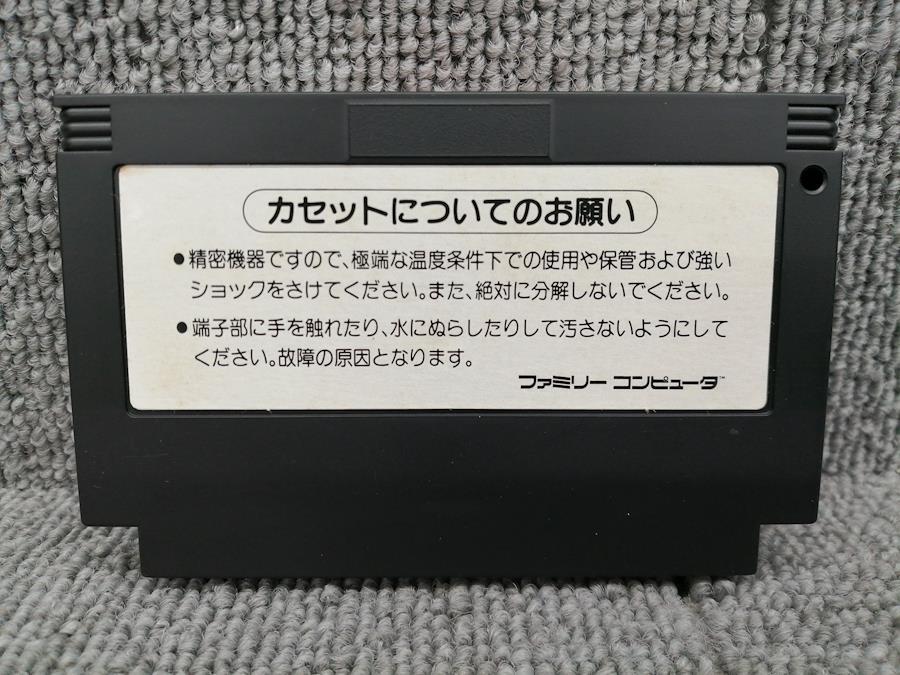 カセットについてのお願い
●精密機器ですので、極端な温度条件下での使用や保管および強い
ショックをさけてください。また、絶対に分解しないでください。
●端子部に手を触れたり、水にぬらしたりして汚さないようにして
ください。故障の原因となります。
ファミリー コンピュータ™